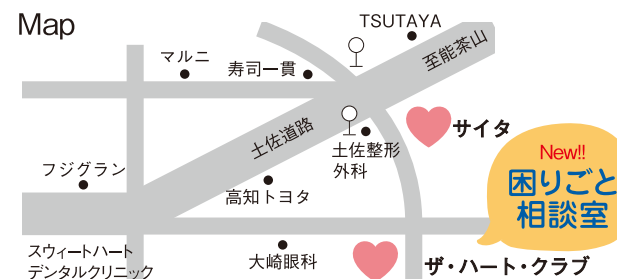 Map
TSUTAYA
マルニ
寿司一貫
至能茶山
サイタ
土佐道路
土佐整形
外科
New!!
困りごと
相談室
フジグラン
高知トヨタ
スウィートハート
デンタルクリニック
大崎眼科
ザ・ハート・クラブ